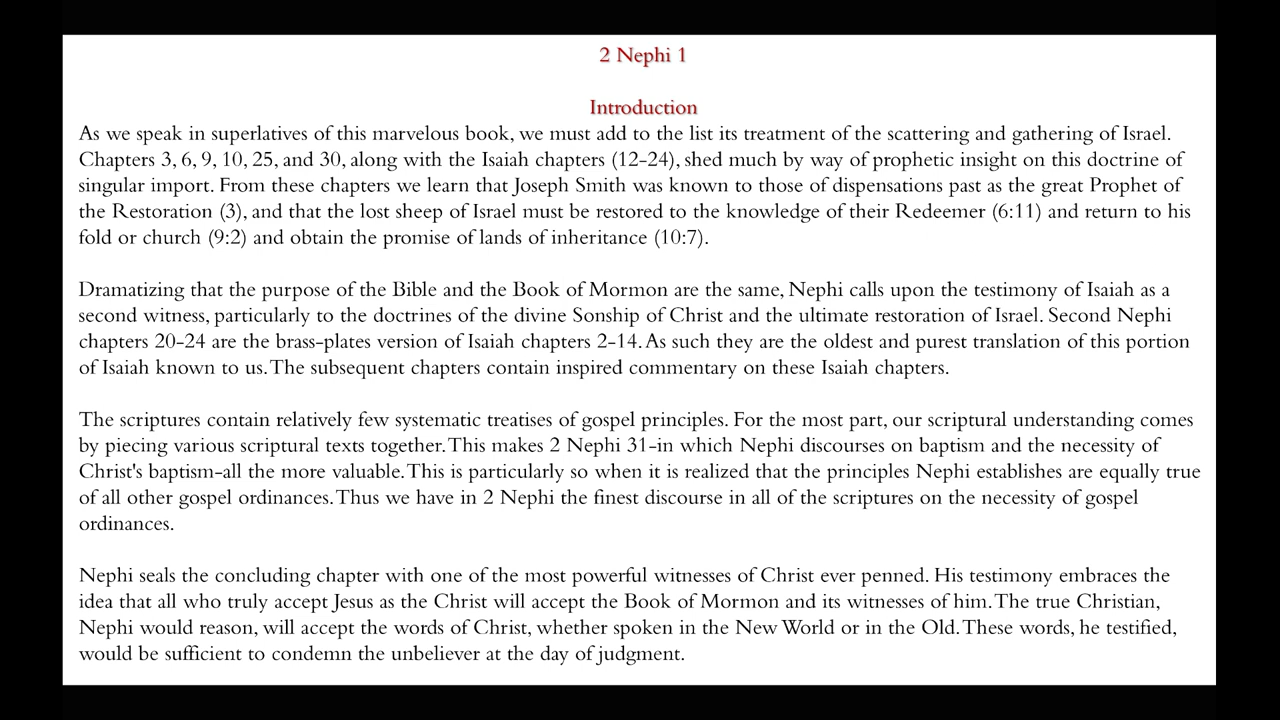 2 Nephi 1
Introduction
As we speak in superlatives of this marvelous book, we must add to the list its treatment of the scattering and gathering of Israel.
Chapters 3, 6, 9, 10, 25, and 30, along with the Isaiah chapters (12-24), shed much by way of prophetic insight on this doctrine of
singular import. From these chapters we learn that Joseph Smith was known to those of dispensations past as the great Prophet of
the Restoration (3), and that the lost sheep of Israel must be restored to the knowledge of their Redeemer (6:11) and return to his
fold or church (9:2) and obtain the promise of lands of inheritance (10:7).
Dramatizing that the purpose of the Bible and the Book of Mormon are the same, Nephi calls upon the testimony of Isaiah as a
second witness, particularly to the doctrines of the divine Sonship of Christ and the ultimate restoration of Israel. Second Nephi
chapters 20-24 are the brass-plates version of Isaiah chapters 2-14. As such they are the oldest and purest translation of this portion
of Isaiah known to us. The subsequent chapters contain inspired commentary on these Isaiah chapters.
The scriptures contain relatively few systematic treatises of gospel principles. For the most part, our scriptural understanding comes
by piecing various scriptural texts together. This makes 2 Nephi 31-in which Nephi discourses on baptism and the necessity of
Christ's baptism-all the more valuable. This is particularly so when it is realized that the principles Nephi establishes are equally true
of all other gospel ordinances. Thus we have in 2 Nephi the finest discourse in all of the scriptures on the necessity of gospel
ordinances.
Nephi seals the concluding chapter with one of the most powerful witnesses of Christ ever penned. His testimony embraces the
idea that all who truly accept Jesus as the Christ will accept the Book of Mormon and its witnesses of him. The true Christian,
Nephi would reason, will accept the words of Christ, whether spoken in the New World or in the Old. These words, he testified,
would be sufficient to condemn the unbeliever at the day of judgment.